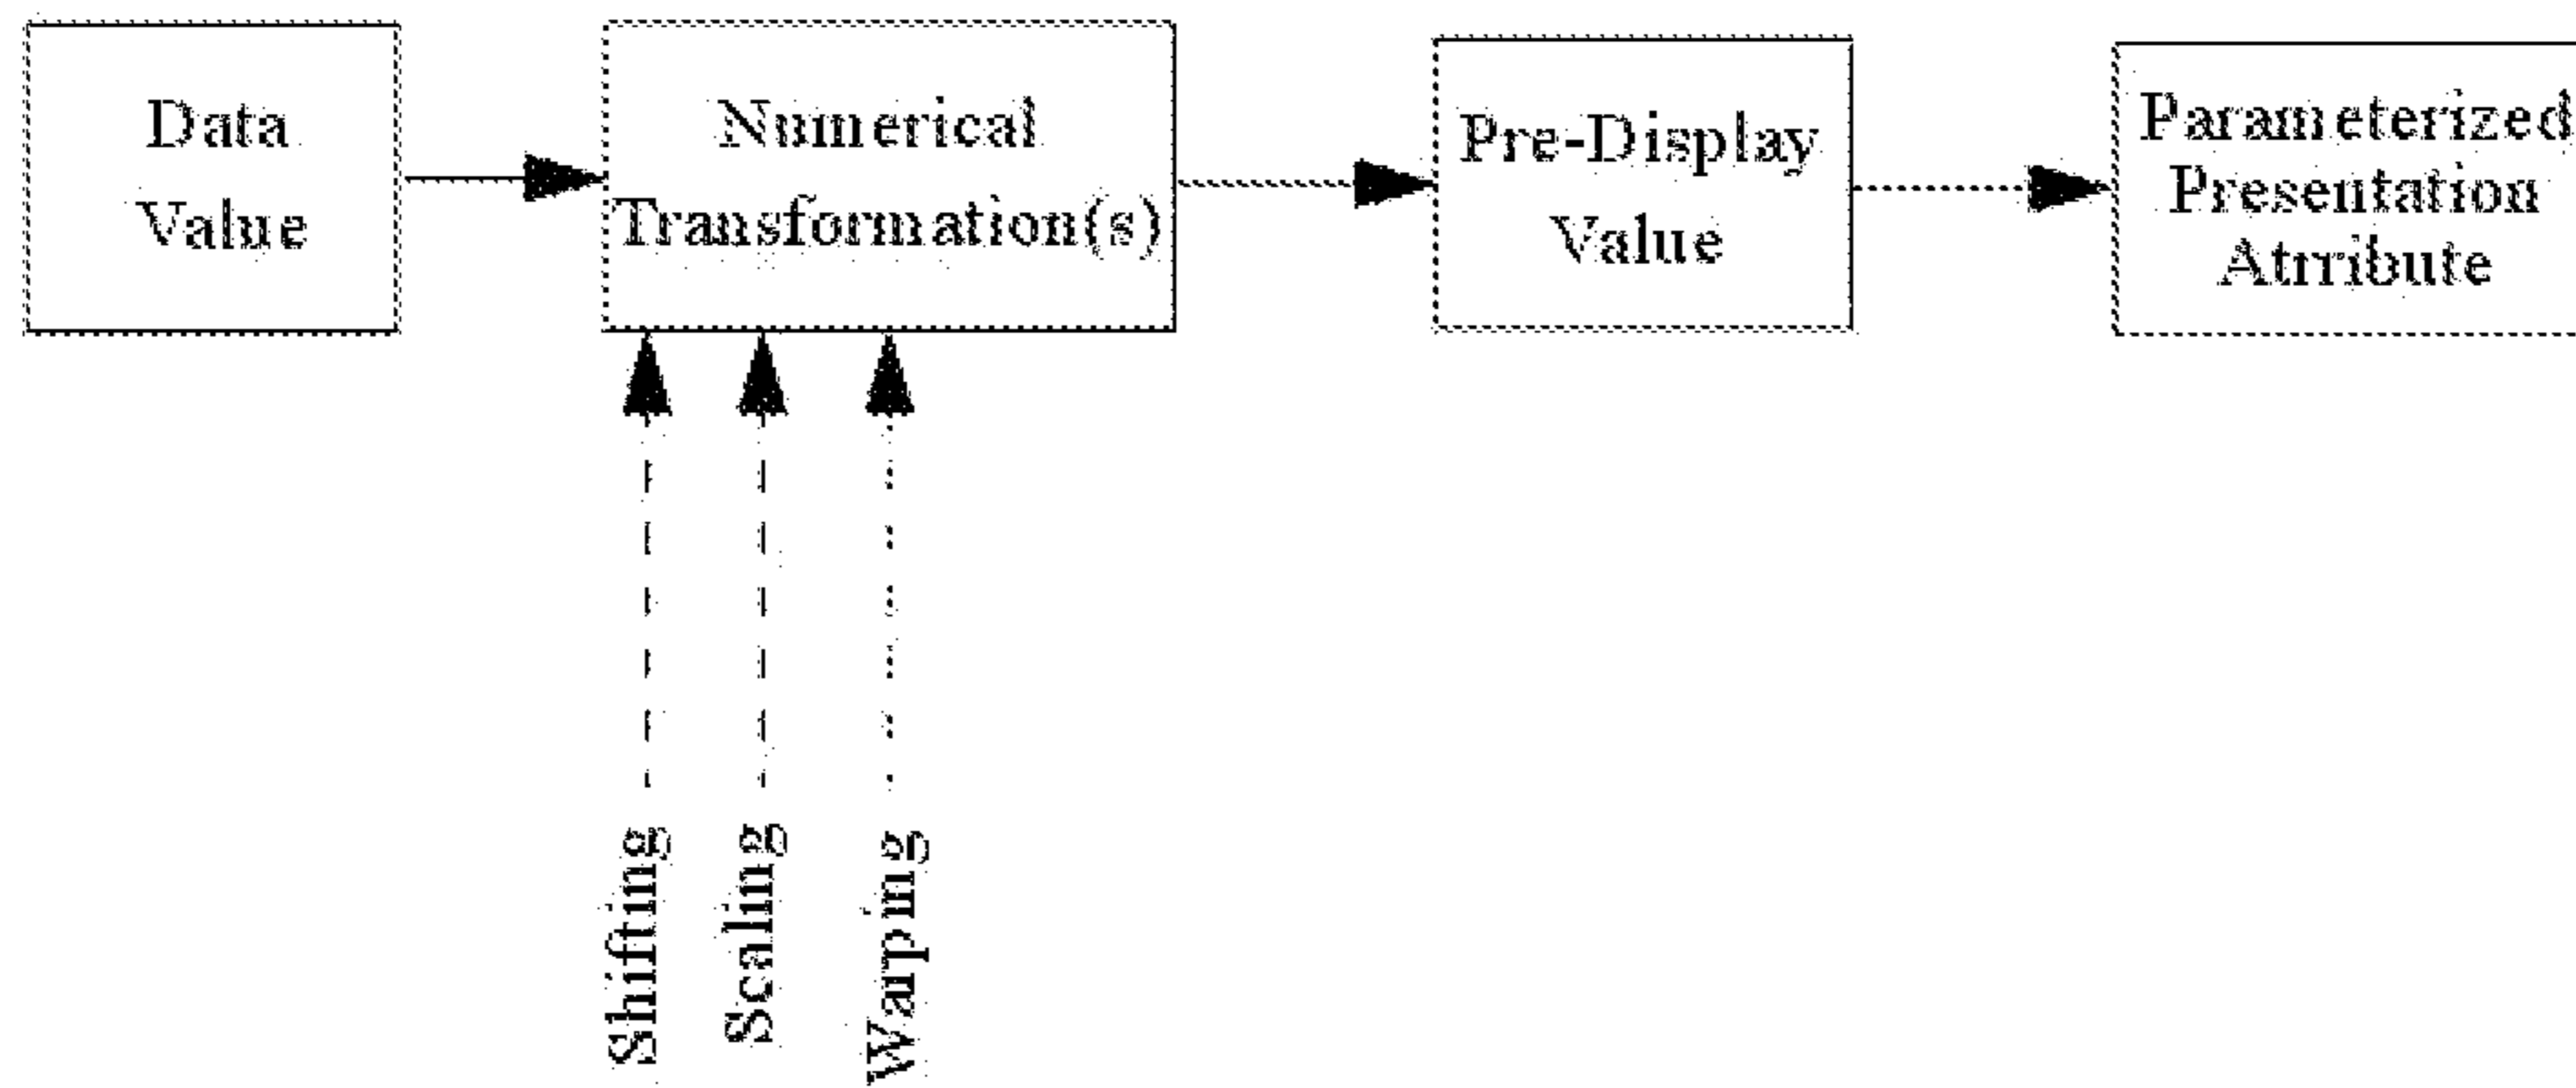 Data
Value
Numerical
Transformation(s)
Pre-Display
Value
Parameterized
Presentation
Atrribute
Shifting
Scaling
Warping